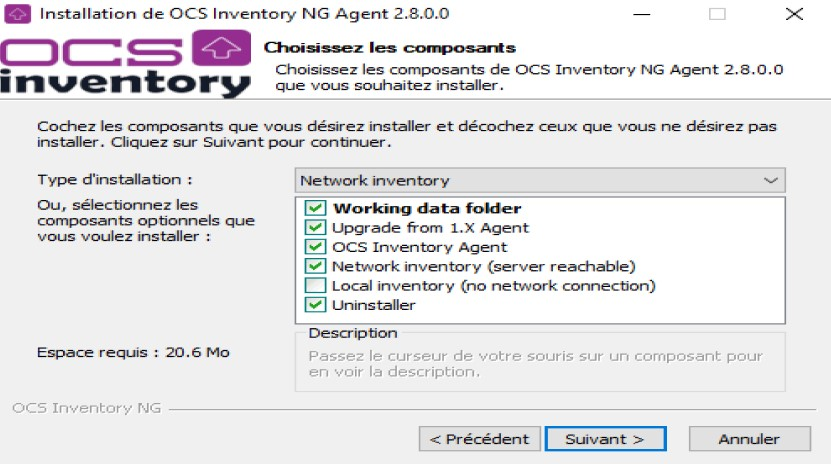 Installation de OCS Inventory NG Agent 2.8.0.0
OCS
inventory
Choisissez les composants
Choisissez les composants de OCS Inventory NG Agent 2.8.0.0
que vous souhaitez installer.
Cochez les composants que vous désirez installer et décochez ceux que vous ne désirez pas
installer. Cliquez sur Suivant pour continuer.
Type d'installation :
Network inventory
Ou, sélectionnez les
composants optionnels que
vous voulez installer :
Working data folder
Upgrade from 1.X Agent
OCS Inventory Agent
Network inventory (server reachable)
Local inventory (no network connection)
Uninstaller
Espace requis : 20.6 Mo
Description
Passez le curseur de votre souris sur un composant pour
en voir la description.
OCS Inventory NG
< Précédent
Suivant >
Annuler